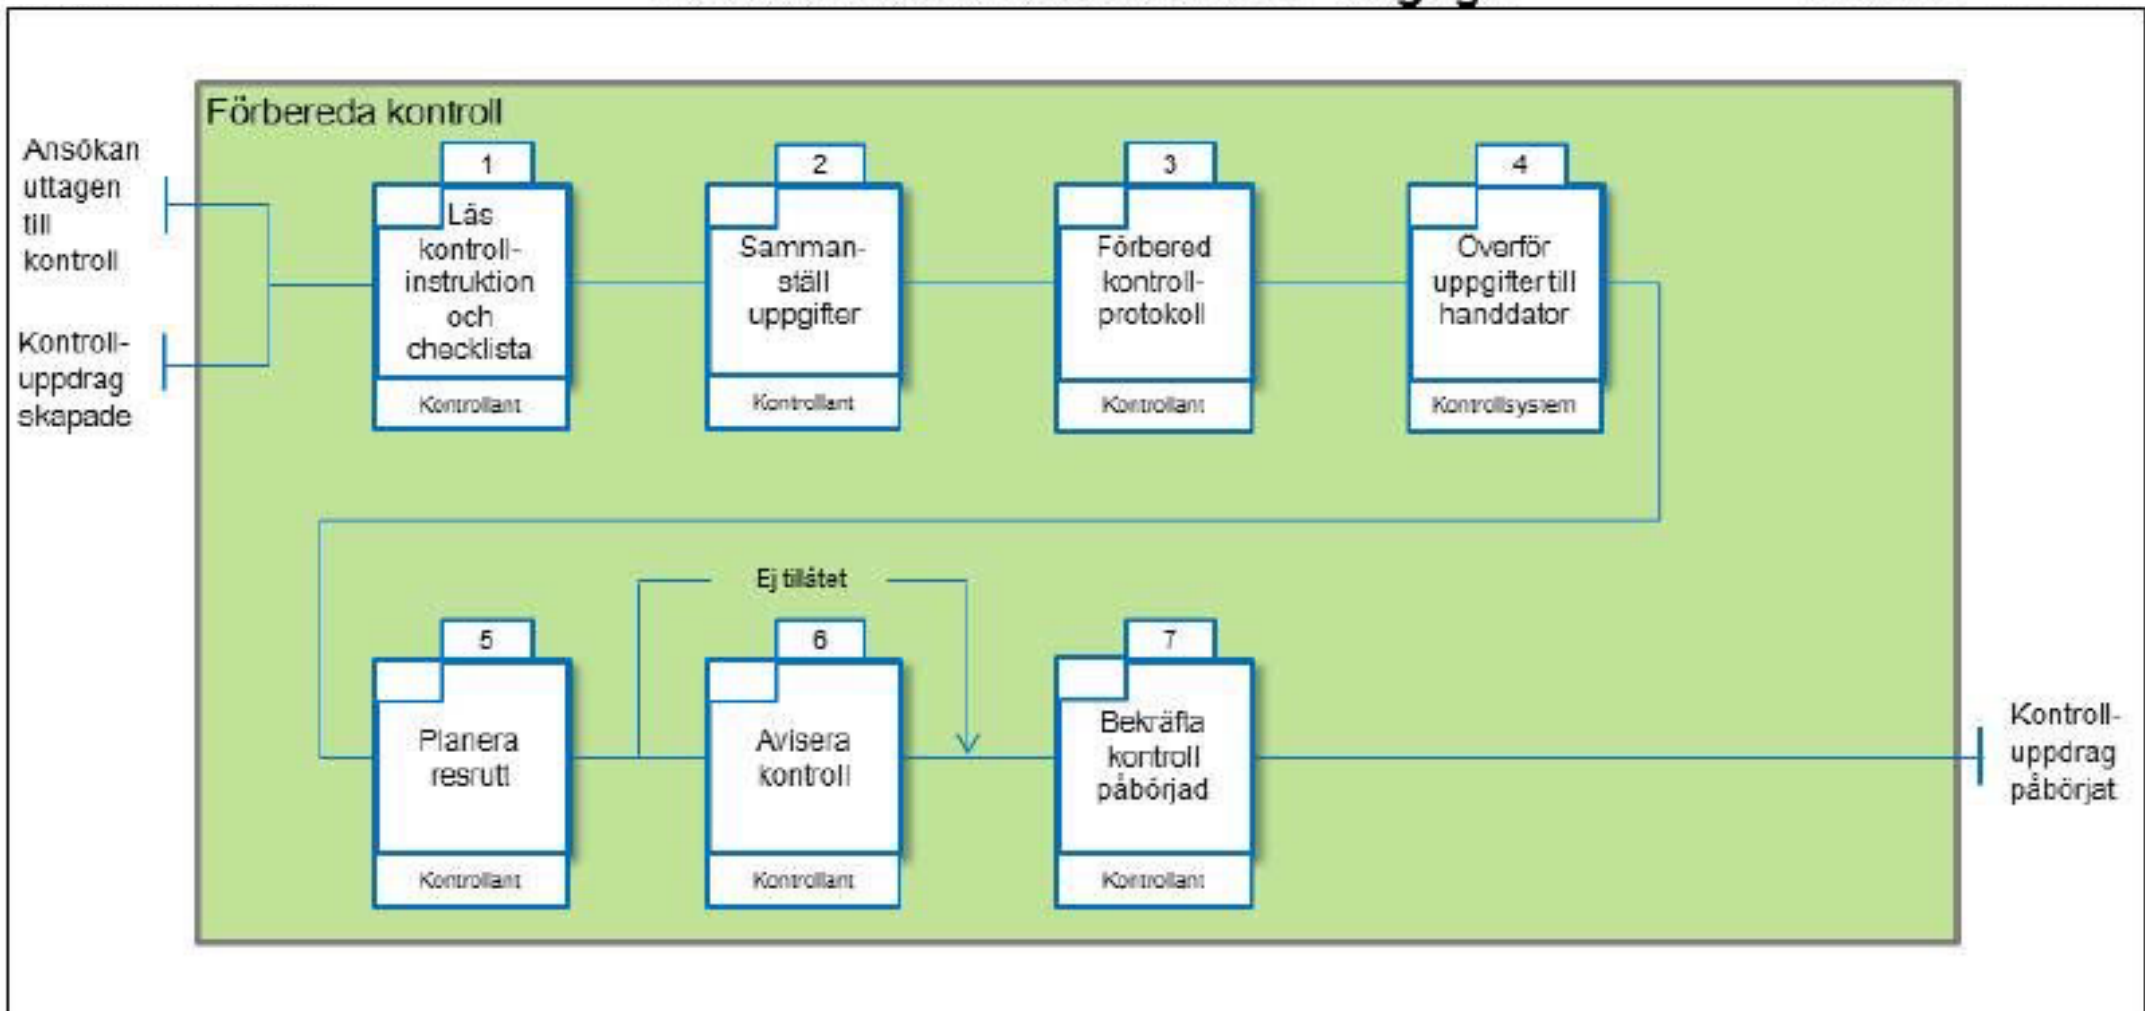 Förbereda kontroll
Ansökan
uttagen
till
kontroll
Kontroll-
uppdrag
skapade
1
Läs
kontroll-
instruktion
och
checklista
Kontrollant
2
Samman-
ställ
uppgifter
Kontrollant
3
Förbered
kontroll-
protokoll
Kontrollant
4
Överför
uppgifter till
handdator
Kontrollsystem
Ej tillåtet
5
Planera
resrutt
Kontrollant
6
Avisera
kontroll
Kontrollant
7
Bekräfta
kontroll
påbörjad
Kontrollant
Kontroll-
uppdrag
påbörjat